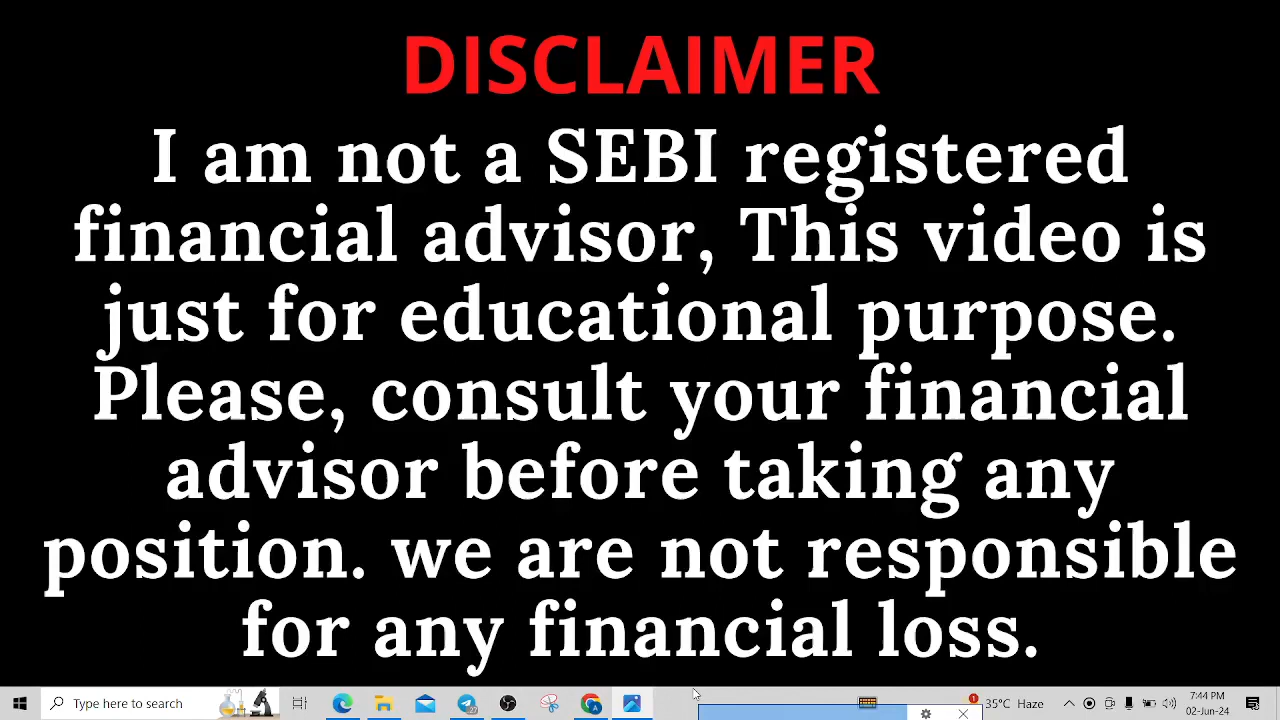 DISCLAIMER
I am not a SEBI registered
financial advisor, This video is
just for educational purpose.
Please, consult your financial
advisor before taking any
position. we are not responsible
for any financial loss.
Type here to sea
1
35°C Haze
7:44 PM
02-Jun-24